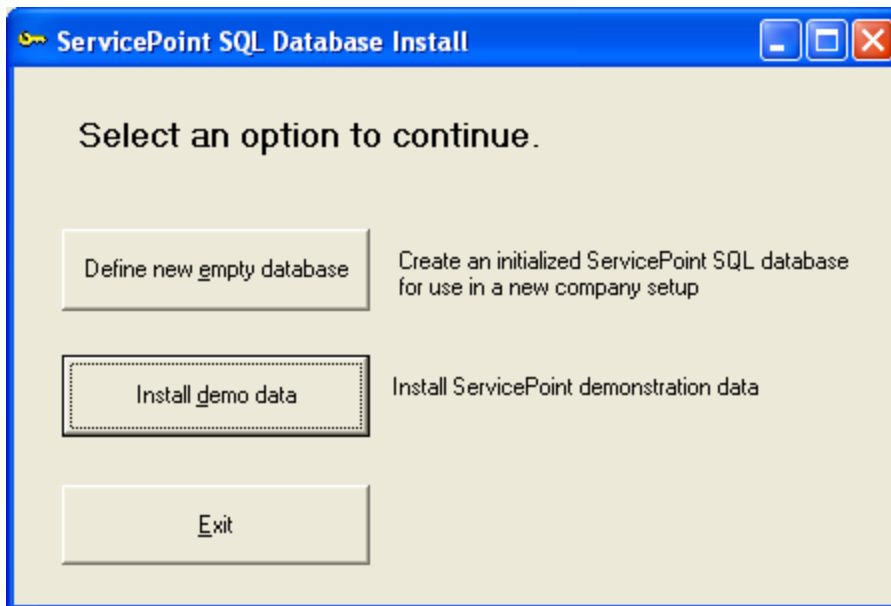 ServicePoint SQL Database Install
Select an option to continue.
Define new empty database
Create an initialized ServicePoint SQL database
for use in a new company setup
Install demo data
Install ServicePoint demonstration data
Exit